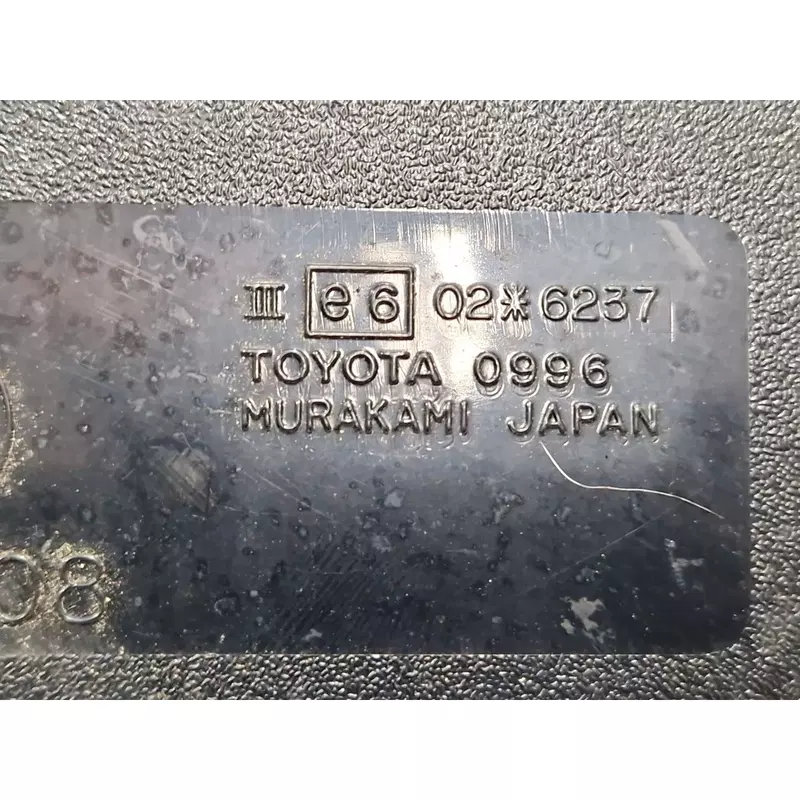 III e6 02*6237
TOYOTA 0996
MURAKAMI JAPAN
08